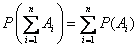 P(∑_{i=1}^{n} A_i) = ∑_{i=1}^{n} P(A_i)